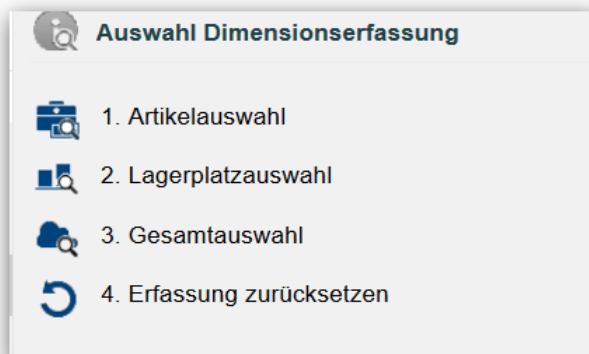 Auswahl Dimensionserfassung
1. Artikelauswahl
2. Lagerplatzauswahl
3. Gesamtauswahl
4. Erfassung zurücksetzen